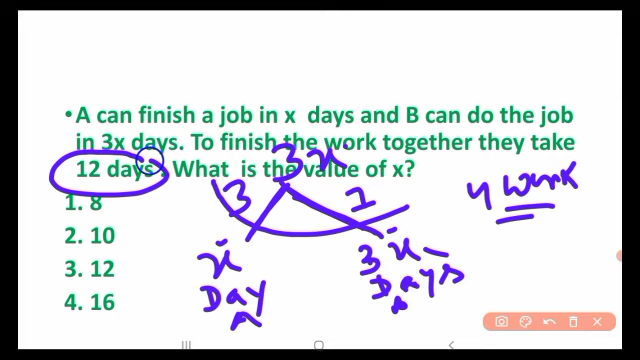 • A can finish a job in x days and B can do the job
in 3x days. To finish the work together they take
12 days. What is the value of x?
3x
3 1
4 work
1. 8
2. 10
3. 12
4. 16
x 3x
Day Days
A